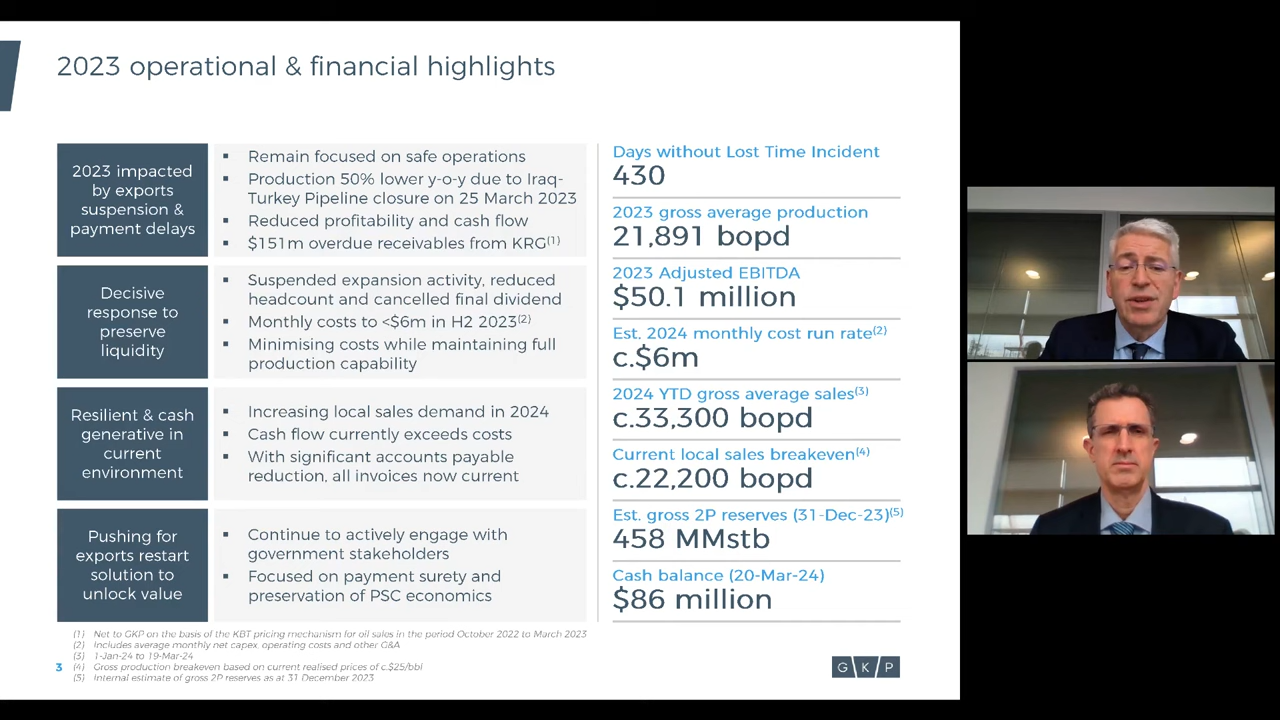 2023 operational & financial highlights
2023 impacted
by exports
suspension &
payment delays
▪ Remain focused on safe operations
▪ Production 50% lower y-o-y due to Iraq-
Turkey Pipeline closure on 25 March 2023
▪ Reduced profitability and cash flow
▪ $151m overdue receivables from KRG(1)
Decisive
response to
preserve
liquidity
▪ Suspended expansion activity, reduced
headcount and cancelled final dividend
▪ Monthly costs to <$6m in H2 2023(2)
▪ Minimising costs while maintaining full
production capability
Resilient & cash
generative in
current
environment
▪ Increasing local sales demand in 2024
▪ Cash flow currently exceeds costs
▪ With significant accounts payable
reduction, all invoices now current
Pushing for
exports restart
solution to
unlock value
▪ Continue to actively engage with
government stakeholders
▪ Focused on payment surety and
preservation of PSC economics
Days without Lost Time Incident
430
2023 gross average production
21,891 bopd
2023 Adjusted EBITDA
$50.1 million
Est. 2024 monthly cost run rate(2)
c.$6m
2024 YTD gross average sales(3)
c.33,300 bopd
Current local sales breakeven(4)
c.22,200 bopd
Est. gross 2P reserves (31-Dec-23)(5)
458 MMstb
Cash balance (20-Mar-24)
$86 million
(1) Net to GKP on the basis of the KBT pricing mechanism for oil sales in the period October 2022 to March 2023
(2) Includes average monthly net capex, operating costs and other G&A
(3) 1-Jan-24 to 19-Mar-24
(4) Gross production breakeven based on current realised prices of c.$25/bbl
(5) Internal estimate of gross 2P reserves as at 31 December 2023
3
GKP